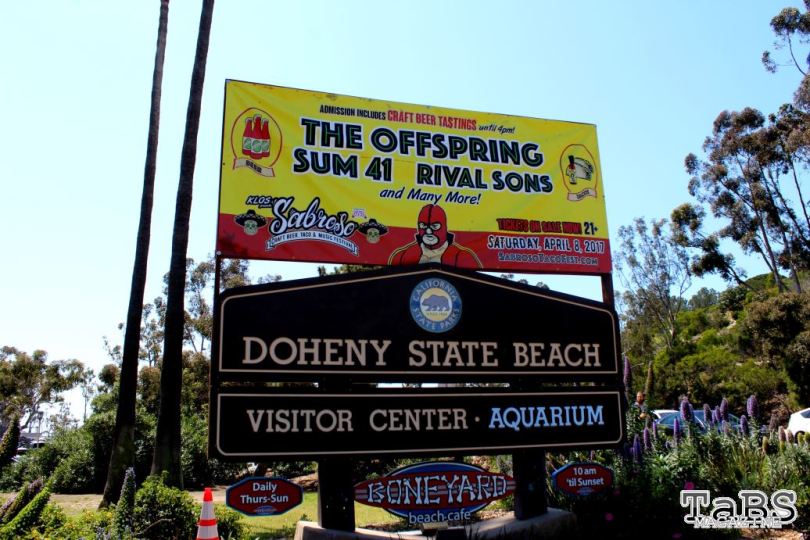 ADMISSION INCLUDES CRAFT BEER TASTINGS until 4pm!
THE OFFSPRING
SUM 41 RIVAL SONS
and Many More!
KLOS
Sabroso
CRAFT BEER, TACO & MUSIC FESTIVAL
TICKETS ON SALE NOW! 21+
SATURDAY, APRIL 8, 2017
SABROSOTACOFEST.COM
CALIFORNIA
STATE PARKS
DOHENY STATE BEACH
VISITOR CENTER · AQUARIUM
Daily
Thurs-Sun
BONEYARD
beach cafe
10 am
'til Sunset
TABS
MAGAZINE